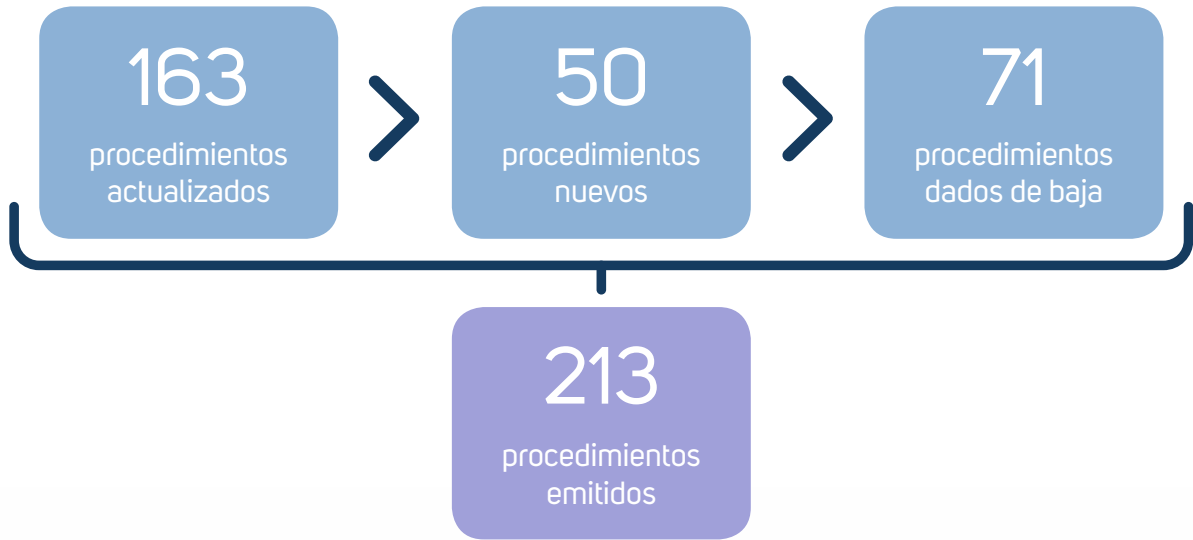 163
procedimientos
actualizados
50
procedimientos
nuevos
71
procedimientos
dados de baja
213
procedimientos
emitidos